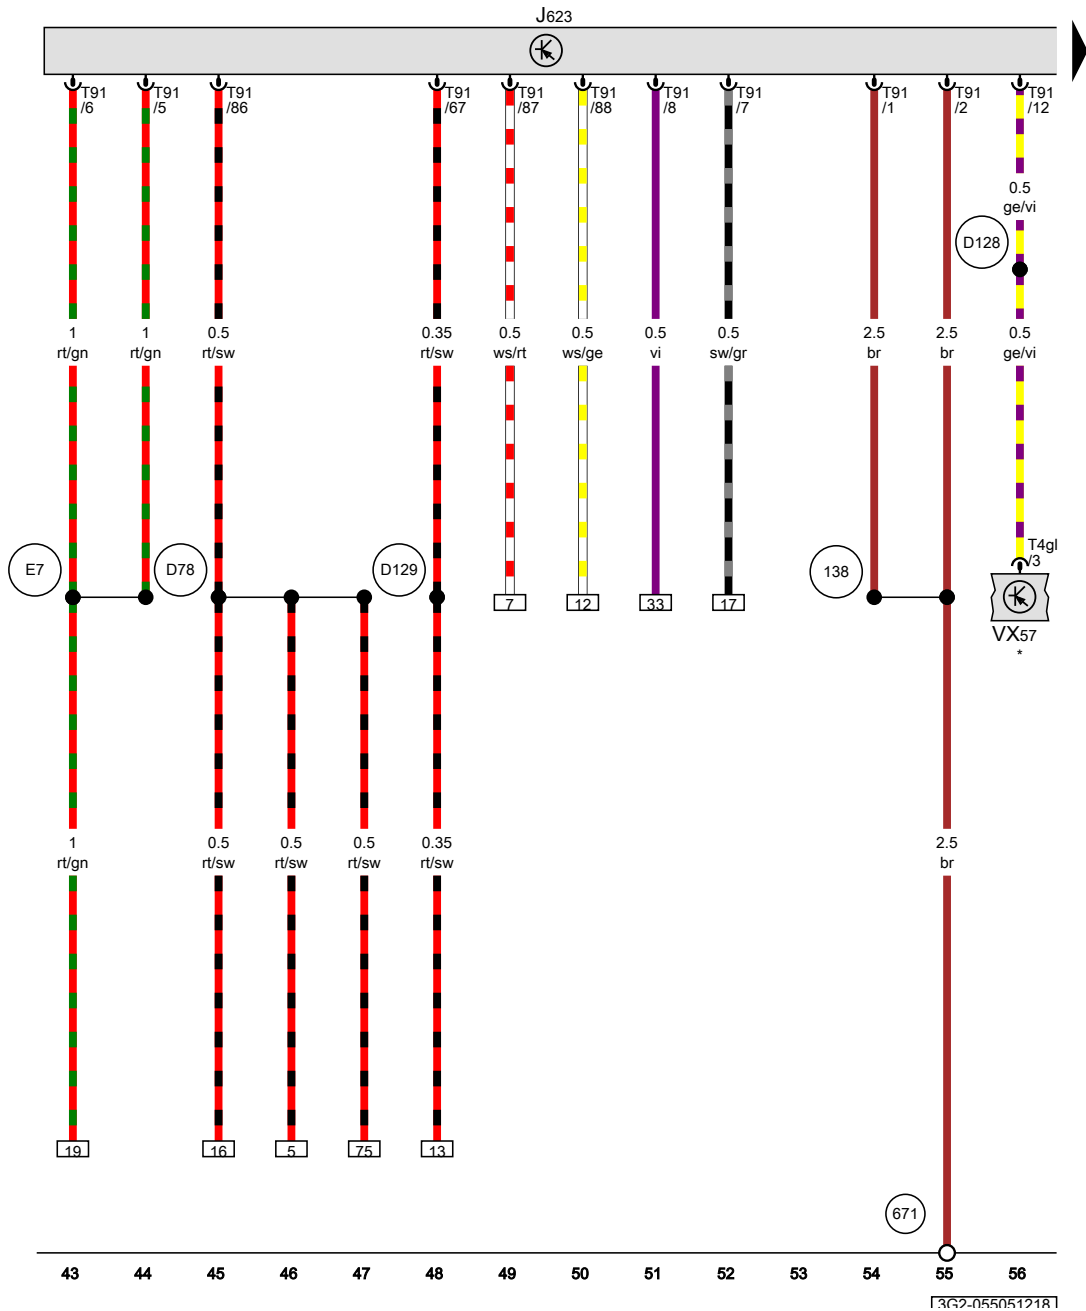 J623
T91 T91 T91 T91 T91 T91 T91 T91 T91 T91 T91
/6 /5 /86 /67 /87 /88 /8 /7 /1 /2 /12
0.5
ge/vi
D128
1 1 0.5 0.35 0.5 0.5 0.5 0.5 2.5 2.5 0.5
rt/gn rt/gn rt/sw rt/sw ws/rt ws/ge vi sw/gr br br ge/vi
T4gl
/3
E7 D78 D129 138
7 12 33 17
VX57
*
1 0.5 0.5 0.5 0.35 2.5
rt/gn rt/sw rt/sw rt/sw rt/sw br
19 16 5 75 13
671
43 44 45 46 47 48 49 50 51 52 53 54 55 56
3G2-055051218